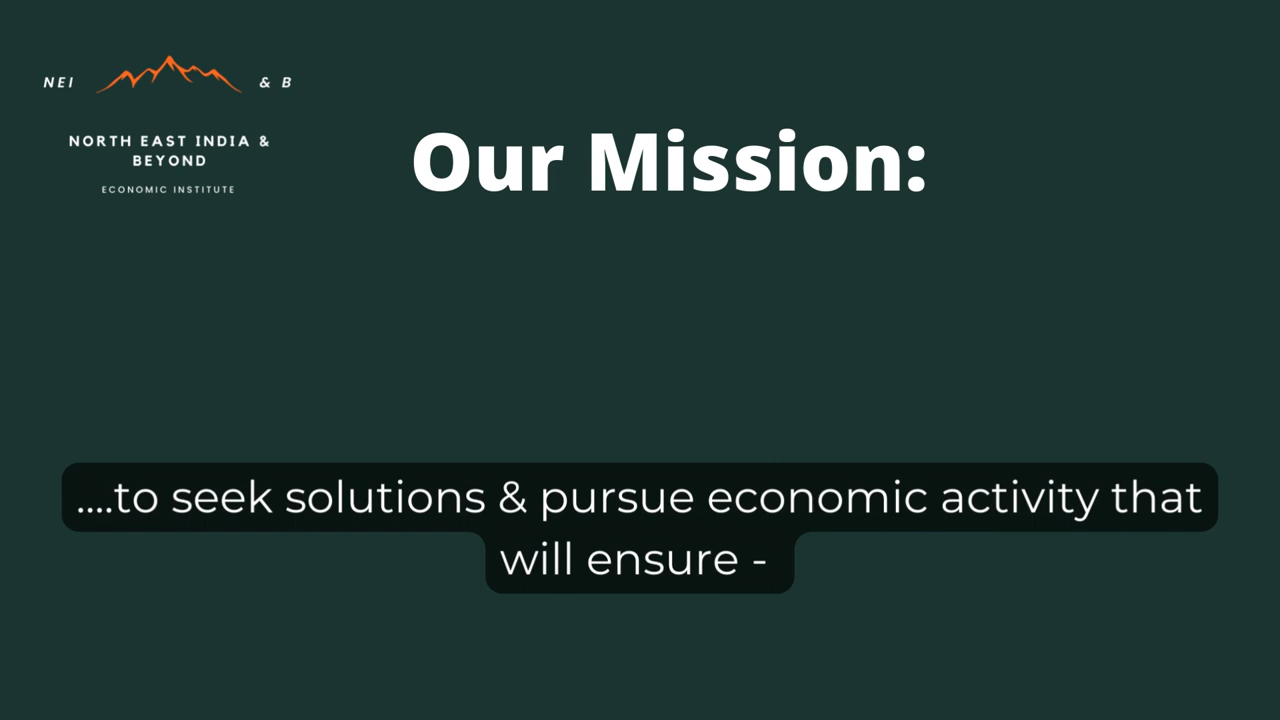 NEI & B
NORTH EAST INDIA &
BEYOND
ECONOMIC INSTITUTE
Our Mission:
....to seek solutions & pursue economic activity that
will ensure -